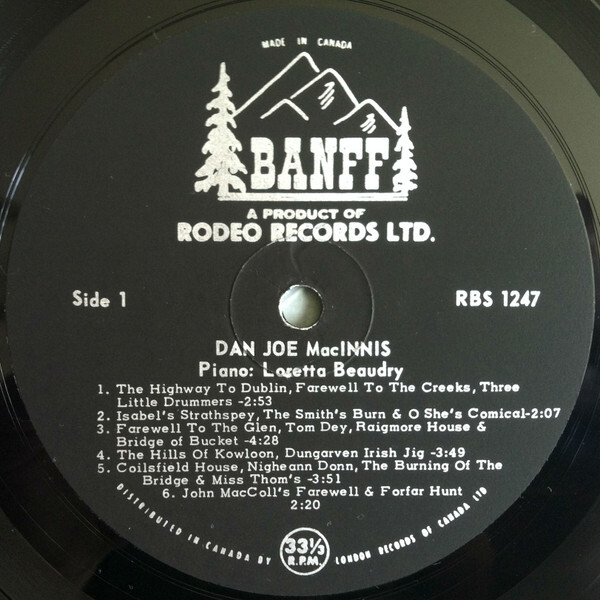 MADE IN CANADA
BANFF
A PRODUCT OF
RODEO RECORDS LTD.
Side 1
RBS 1247
DAN JOE MacINNIS
Piano: Loretta Beaudry
1. The Highway To Dublin, Farewell To The Creeks, Three
Little Drummers -2:53
2. Isabel's Strathspey, The Smith's Burn & O She's Comical-2:07
3. Farewell To The Glen, Tom Dey, Raigmore House &
Bridge of Bucket -4:28
4. The Hills Of Kowloon, Dungarven Irish Jig -3:49
5. Coilsfield House, Nigheann Donn, The Burning Of The
Bridge & Miss Thom's -3:51
6. John MacColl's Farewell & Forfar Hunt
2:20
DISTRIBUTED IN CANADA BY LONDON RECORDS OF CANADA LTD
33⅓
R.P.M.